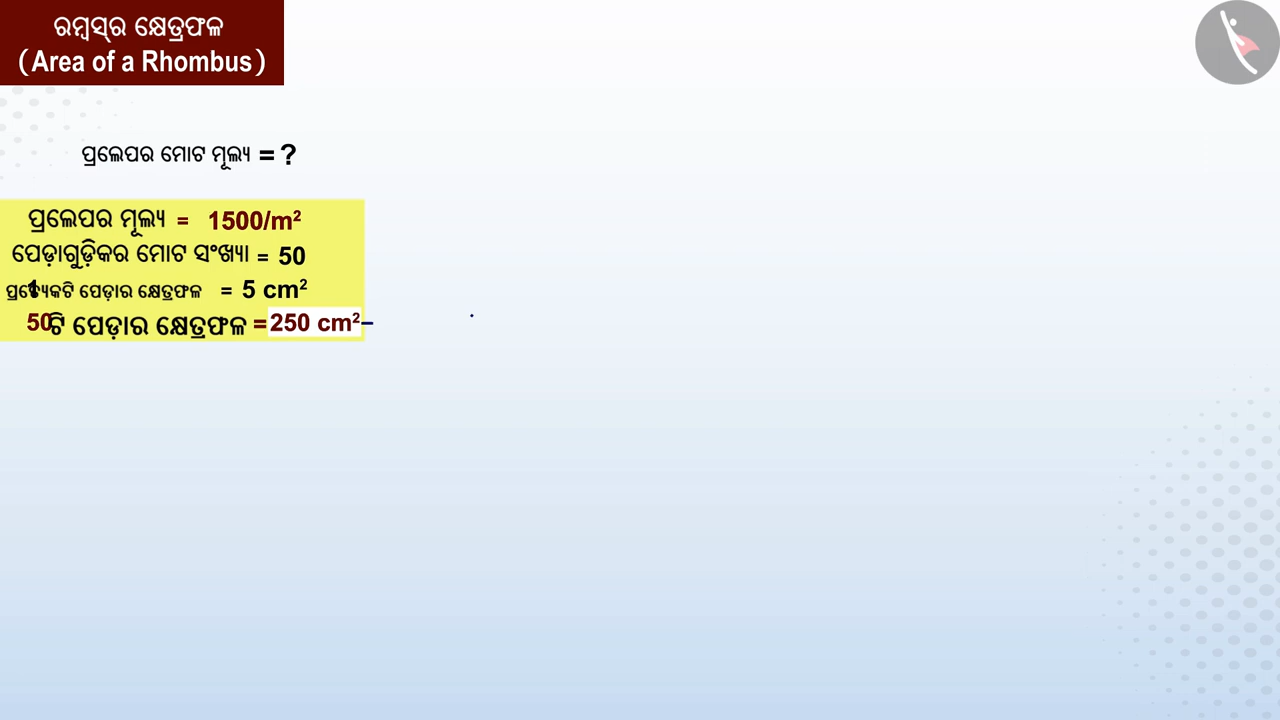 ରମ୍ବସ୍‌ର କ୍ଷେତ୍ରଫଳ
(Area of a Rhombus)
ପ୍ରଲେପର ମୋଟ ମୂଲ୍ୟ = ?
ପ୍ରଲେପର ମୂଲ୍ୟ = 1500/m²
ପେଡ଼ାଗୁଡ଼ିକର ମୋଟ ସଂଖ୍ୟା = 50
ପ୍ରତ୍ୟେକଟି ପେଡ଼ାର କ୍ଷେତ୍ରଫଳ = 5 cm²
50ଟି ପେଡ଼ାର କ୍ଷେତ୍ରଫଳ = 250 cm²